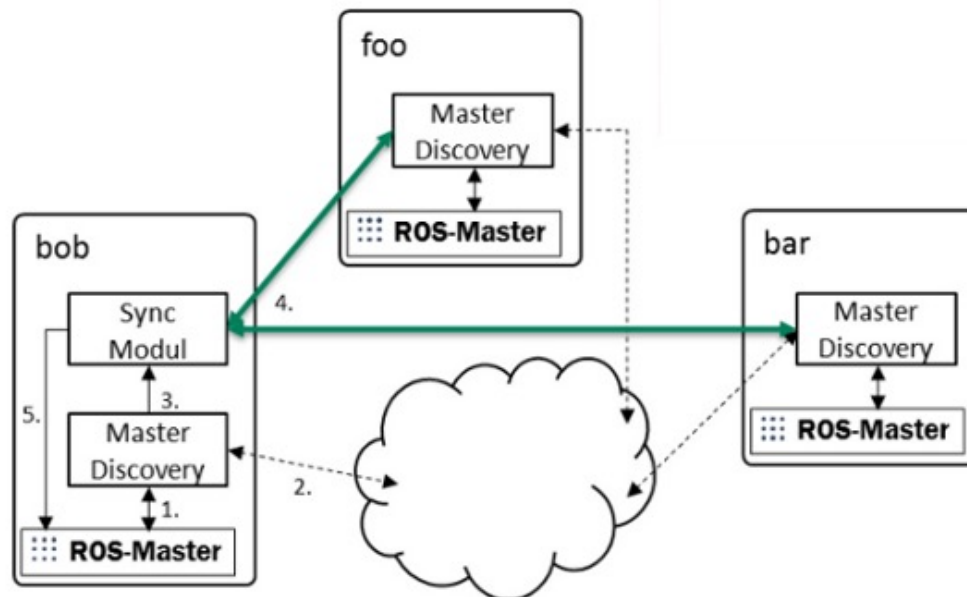 foo
Master
Discovery
ROS-Master
bob
Sync
Modul
4.
5.
3.
Master
Discovery
2.
1.
ROS-Master
bar
Master
Discovery
ROS-Master